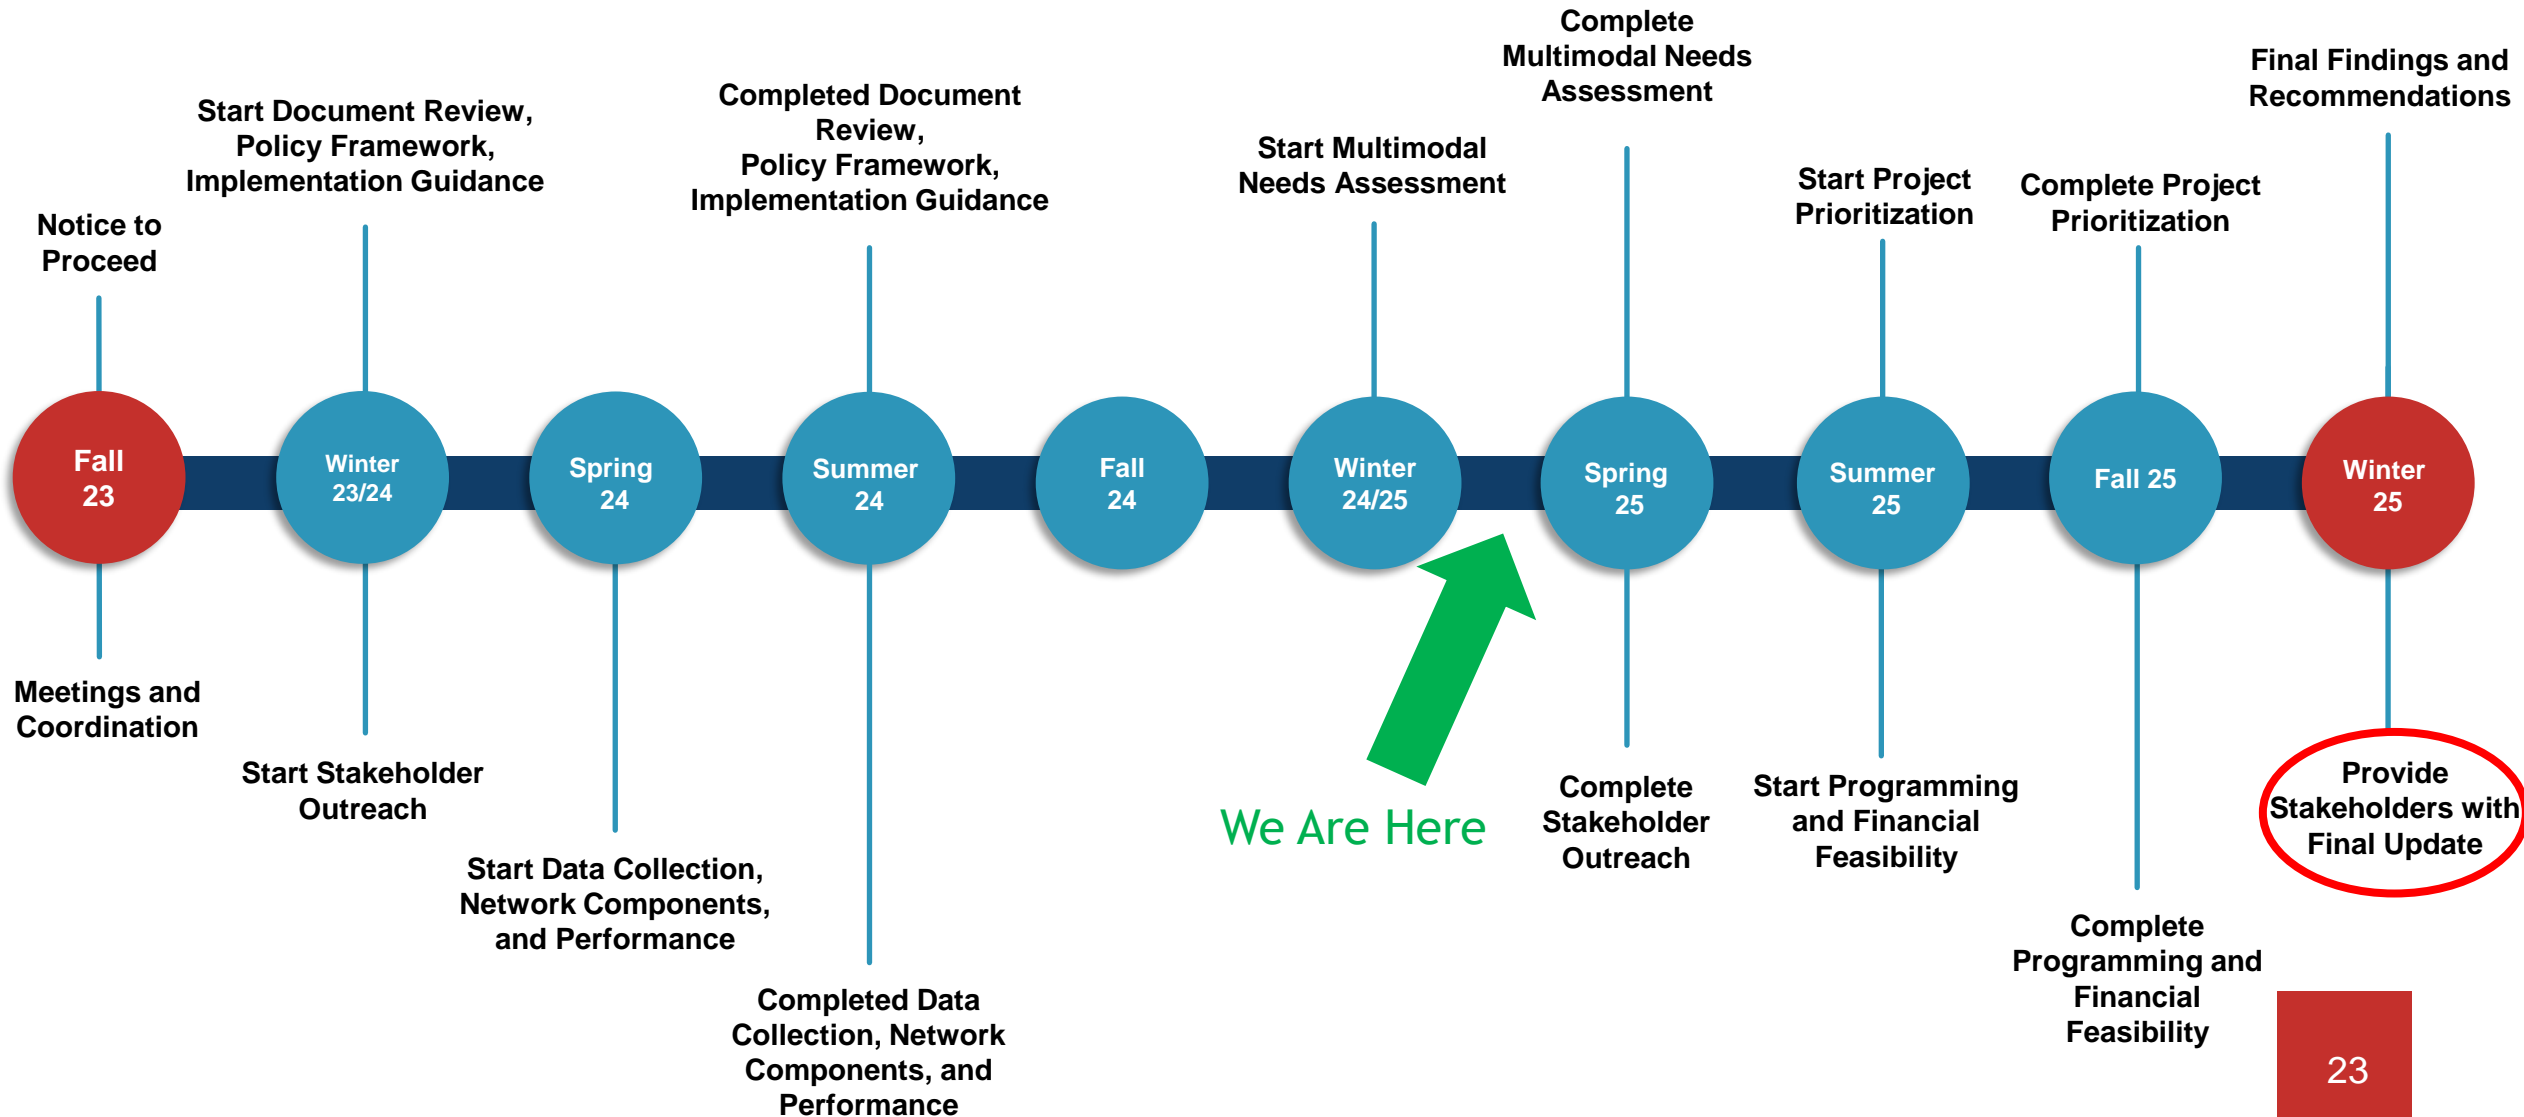 Notice to
Proceed
Start Document Review,
Policy Framework,
Implementation Guidance
Completed Document
Review,
Policy Framework,
Implementation Guidance
Start Multimodal
Needs Assessment
Complete
Multimodal Needs
Assessment
Start Project
Prioritization
Complete Project
Prioritization
Final Findings and
Recommendations
Fall
23
Winter
23/24
Spring
24
Summer
24
Fall
24
Winter
24/25
Spring
25
Summer
25
Fall 25
Winter
25
Meetings and
Coordination
Start Stakeholder
Outreach
Start Data Collection,
Network Components,
and Performance
Completed Data
Collection, Network
Components, and
Performance
We Are Here
Complete
Stakeholder
Outreach
Start Programming
and Financial
Feasibility
Complete
Programming and
Financial
Feasibility
Provide
Stakeholders with
Final Update
23